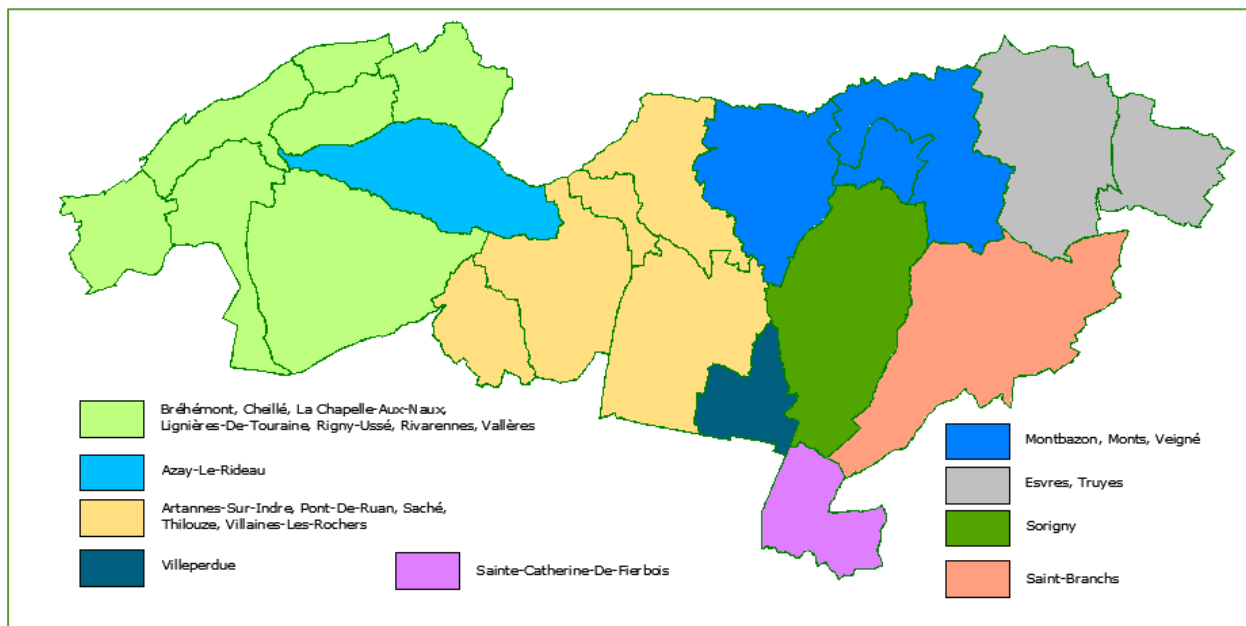 Bréhémont, Cheillé, La Chapelle-Aux-Naux,
Lignières-De-Touraine, Rigny-Ussé, Rivarennes, Vallères
Azay-Le-Rideau
Artannes-Sur-Indre, Pont-De-Ruan, Saché,
Thilouze, Villaines-Les-Rochers
Villeperdue
Sainte-Catherine-De-Fierbois
Montbazon, Monts, Veigné
Esvres, Truyes
Sorigny
Saint-Branchs